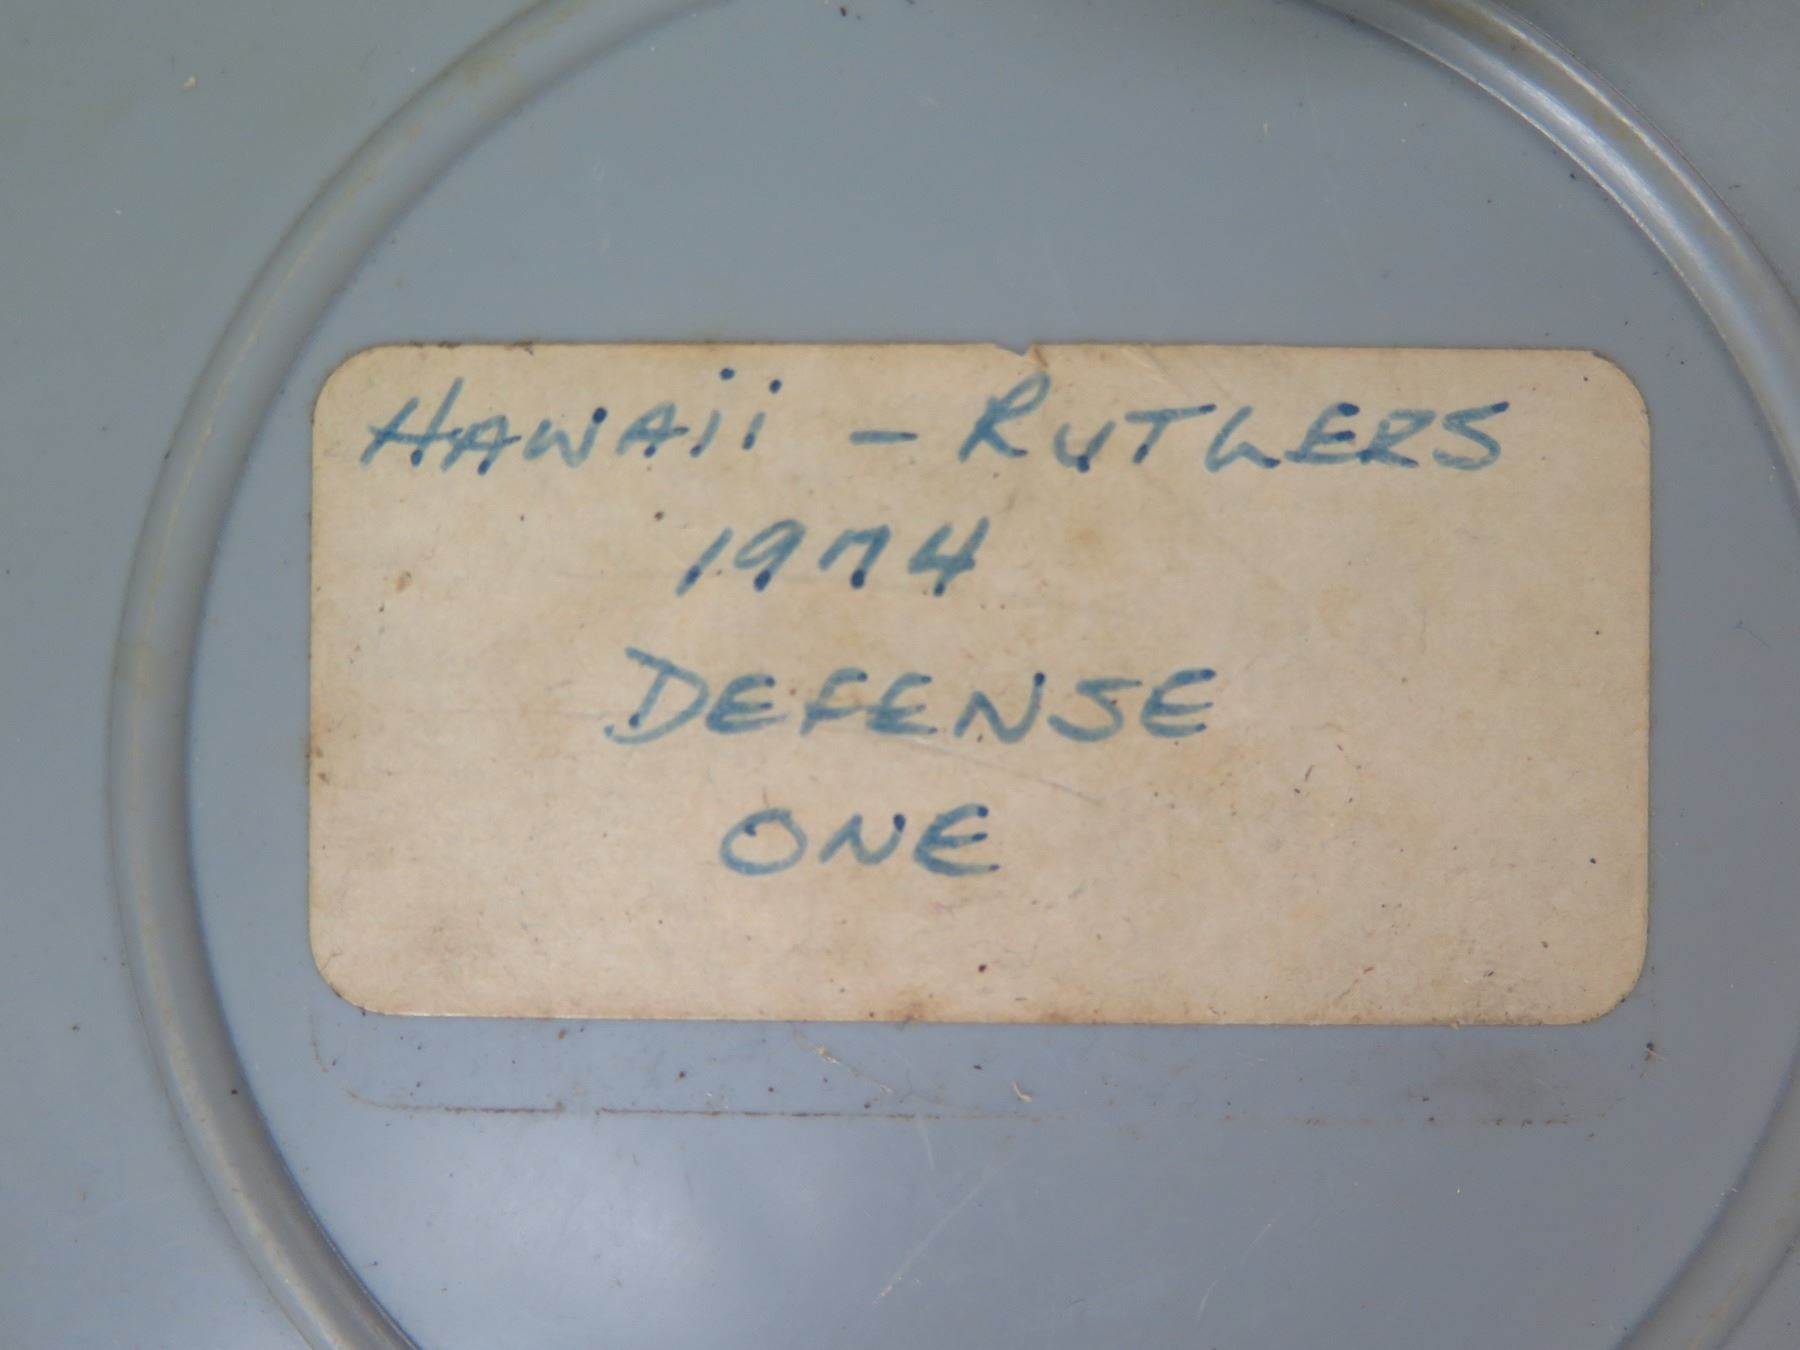 HAWAii - RUTGERS
1974
DEFENSE
ONE